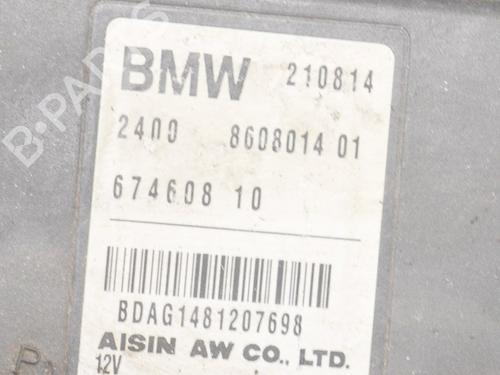 BMW 210814
2400 8608014 01
674608 10
BDAG1481207698
AISIN AW CO., LTD.
12V
B-PARTS
P